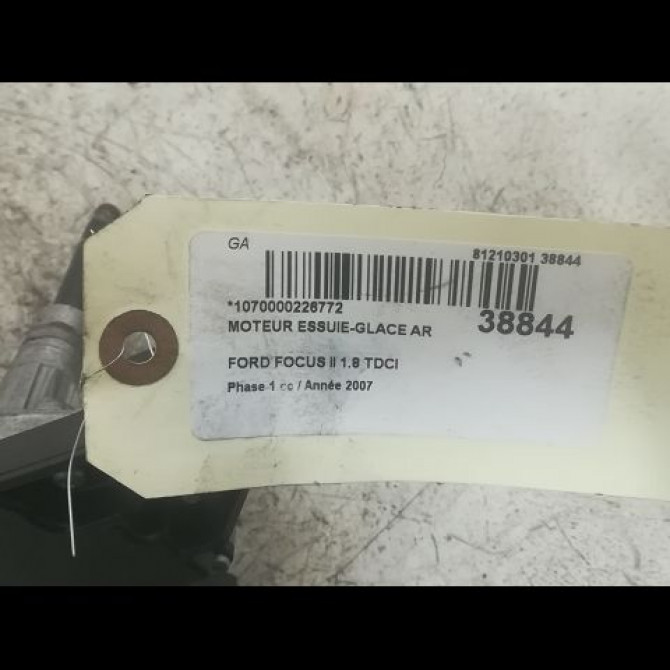 GA
81210301 38844
*1070000226772
MOTEUR ESSUIE-GLACE AR
38844
FORD FOCUS II 1.8 TDCI
Phase 1 cc / Année 2007